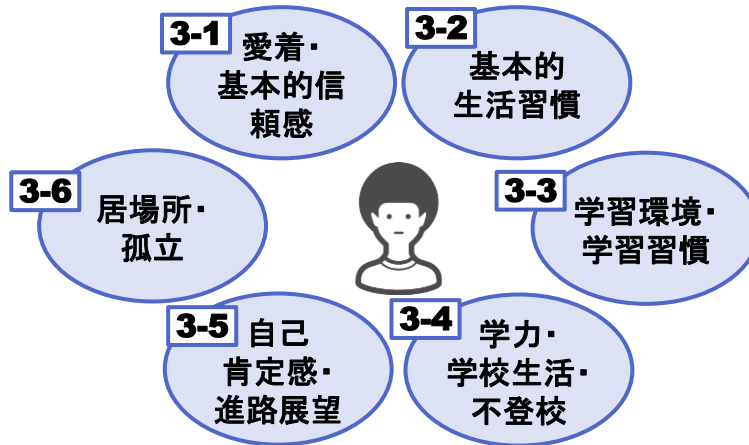 3-1
愛着・
基本的信
頼感
3-2
基本的
生活習慣
3-3
学習環境・
学習習慣
3-4
学力・
学校生活・
不登校
3-5
自己
肯定感・
進路展望
3-6
居場所・
孤立